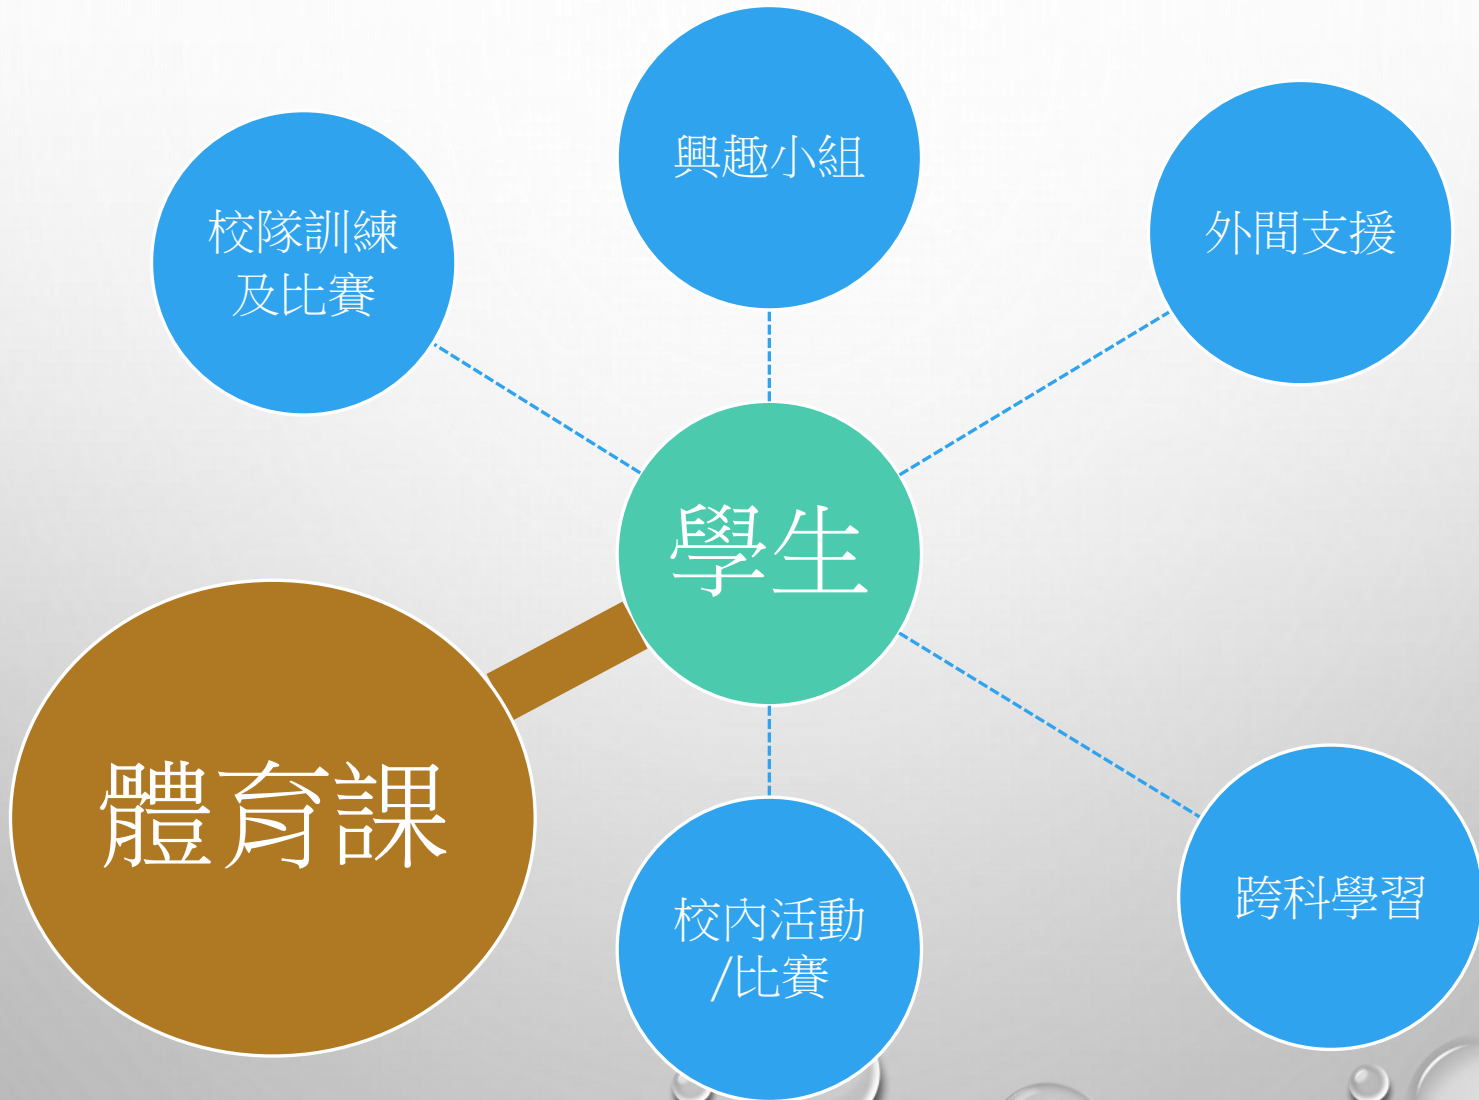 興趣小組
校隊訓練
及比賽
外間支援
學生
體育課
校內活動
/比賽
跨科學習